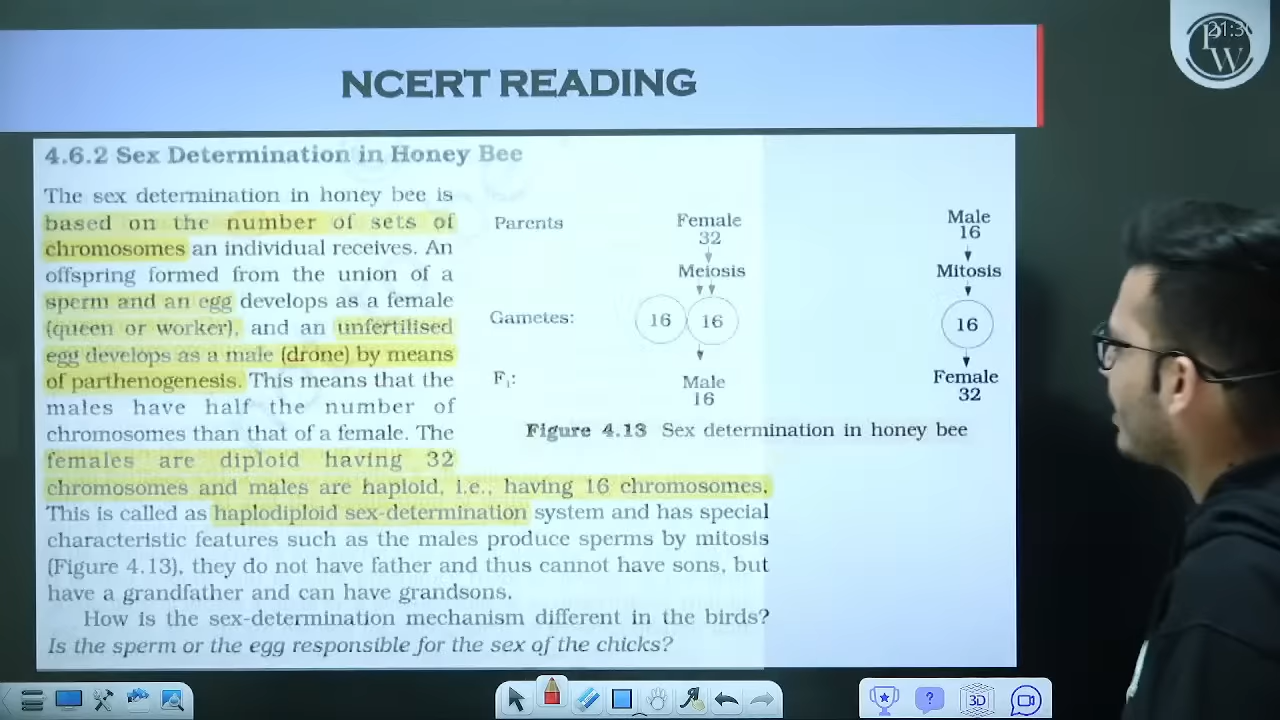 21:3
PW
NCERT READING
4.6.2 Sex Determination in Honey Bee
The sex determination in honey bee is
based on the number of sets of
chromosomes an individual receives. An
offspring formed from the union of a
sperm and an egg develops as a female
(queen or worker), and an unfertilised
egg develops as a male (drone) by means
of parthenogenesis. This means that the
males have half the number of
chromosomes than that of a female. The
females are diploid having 32
chromosomes and males are haploid, i.e., having 16 chromosomes.
This is called as haplodiploid sex-determination system and has special
characteristic features such as the males produce sperms by mitosis
(Figure 4.13), they do not have father and thus cannot have sons, but
have a grandfather and can have grandsons.
How is the sex-determination mechanism different in the birds?
Is the sperm or the egg responsible for the sex of the chicks?
Parents Female Male
32 16
Meiosis Mitosis
Gametes: 16 16 16
F₁: Male Female
16 32
Figure 4.13 Sex determination in honey bee
?
3D